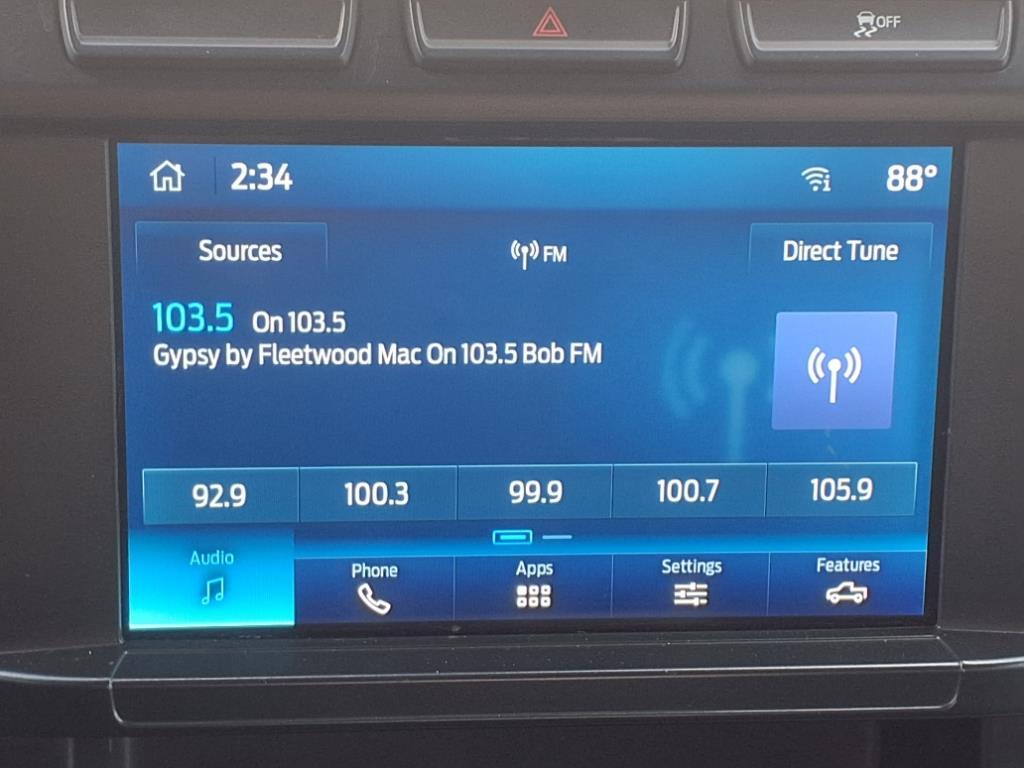 OFF
2:34
88°
Sources
FM
Direct Tune
103.5 On 103.5
Gypsy by Fleetwood Mac On 103.5 Bob FM
92.9
100.3
99.9
100.7
105.9
Audio
Phone
Apps
Settings
Features